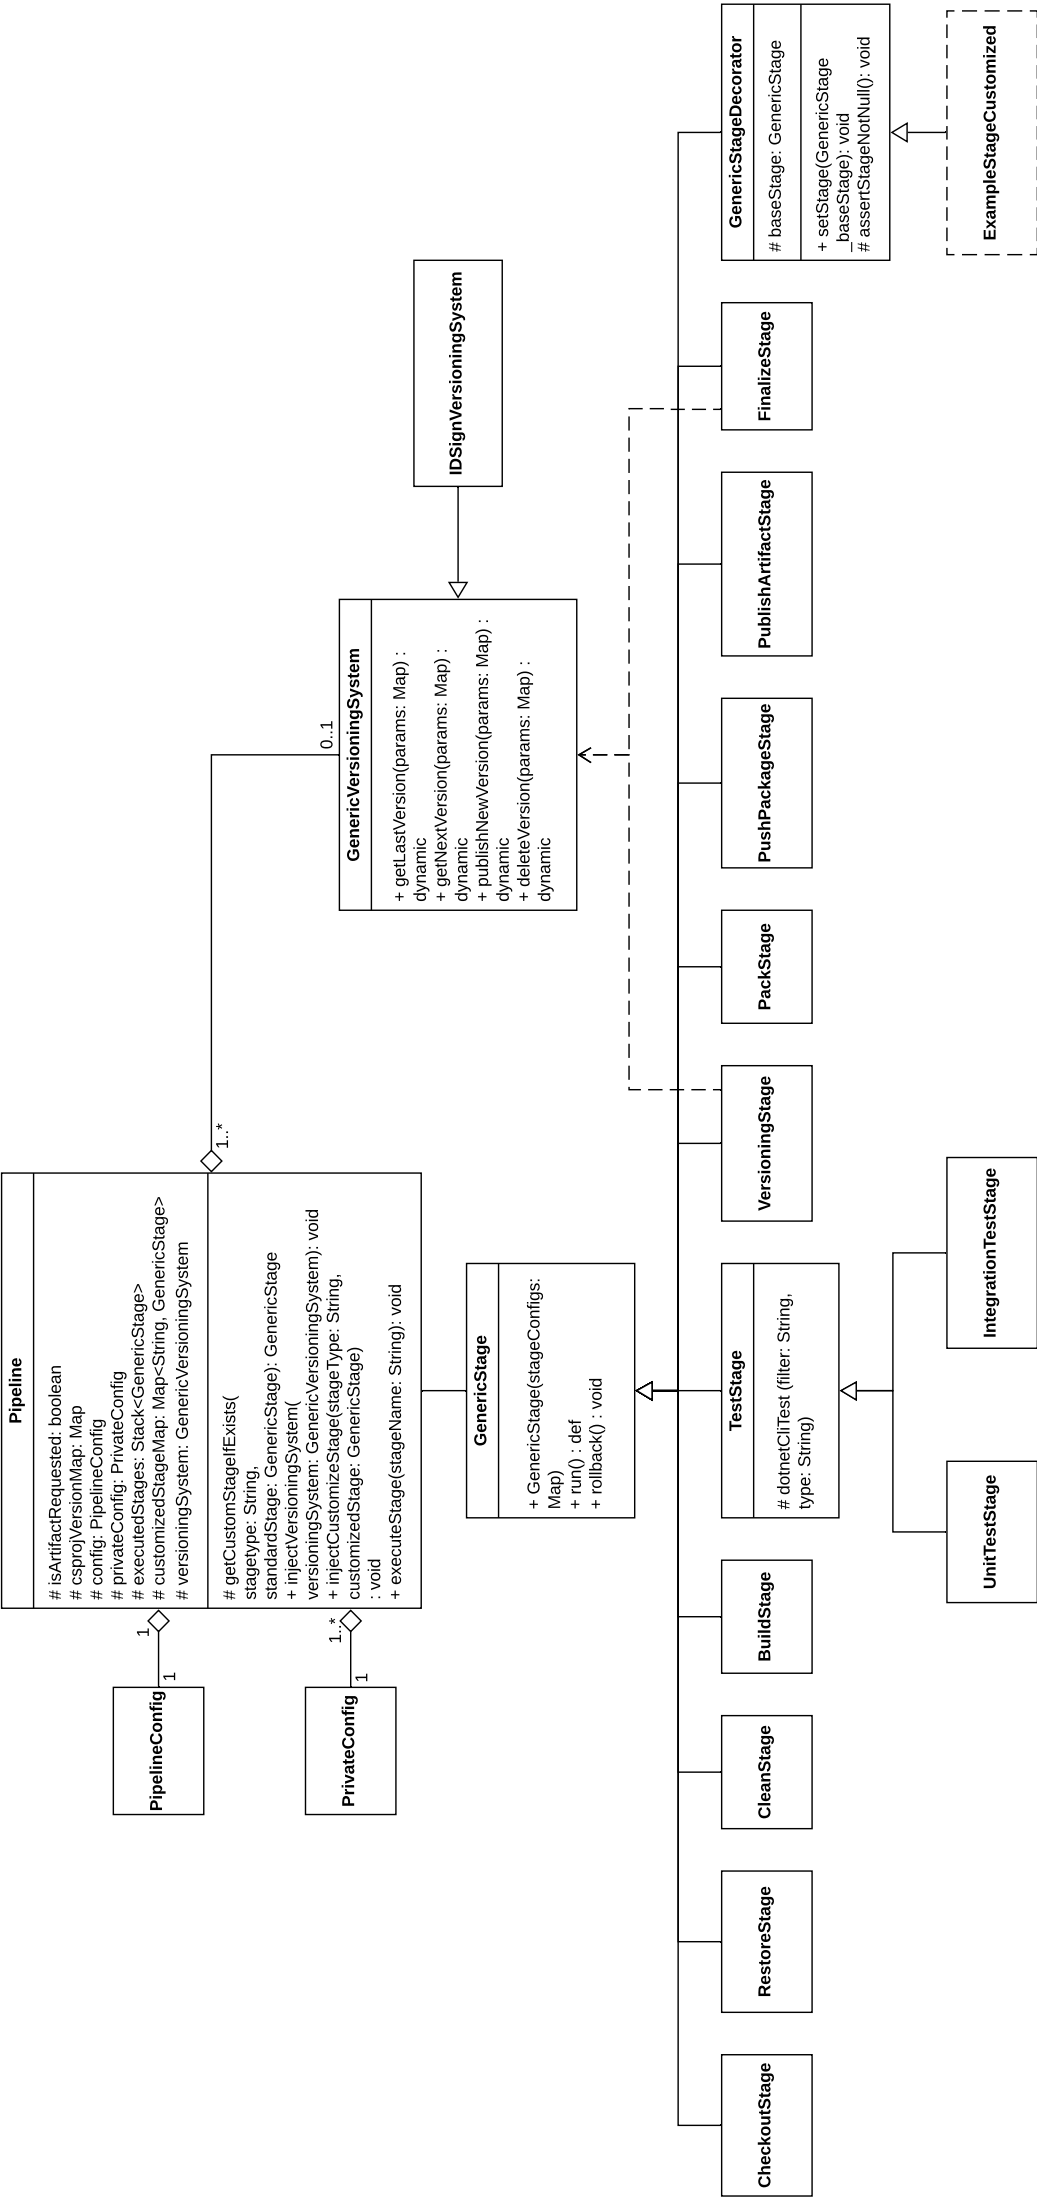 Pipeline
# isArtifactRequested: boolean
# csprojVersionMap: Map
# config: PipelineConfig
# privateConfig: PrivateConfig
# executedStages: Stack<GenericStage>
# customizedStageMap: Map<String, GenericStage>
# versioningSystem: GenericVersioningSystem
# getCustomStageIfExists(
stagetype: String,
standardStage: GenericStage): GenericStage
+ injectVersioningSystem(
versioningSystem: GenericVersioningSystem): void
+ injectCustomizeStage(stageType: String,
customizedStage: GenericStage)
: void
+ executeStage(stageName: String): void
1
1
PipelineConfig
1..*
1
PrivateConfig
1..*
0..1
GenericVersioningSystem
+ getLastVersion(params: Map) :
dynamic
+ getNextVersion(params: Map) :
dynamic
+ publishNewVersion(params: Map) :
dynamic
+ deleteVersion(params: Map) :
dynamic
IDSignVersioningSystem
GenericStage
+ GenericStage(stageConfigs:
Map)
+ run() : def
+ rollback() : void
CheckoutStage
RestoreStage
CleanStage
BuildStage
TestStage
# dotnetCliTest (filter: String,
type: String)
VersioningStage
PackStage
PushPackageStage
PublishArtifactStage
FinalizeStage
GenericStageDecorator
# baseStage: GenericStage
+ setStage(GenericStage
_baseStage): void
# assertStageNotNull(): void
UnitTestStage
IntegrationTestStage
ExampleStageCustomized